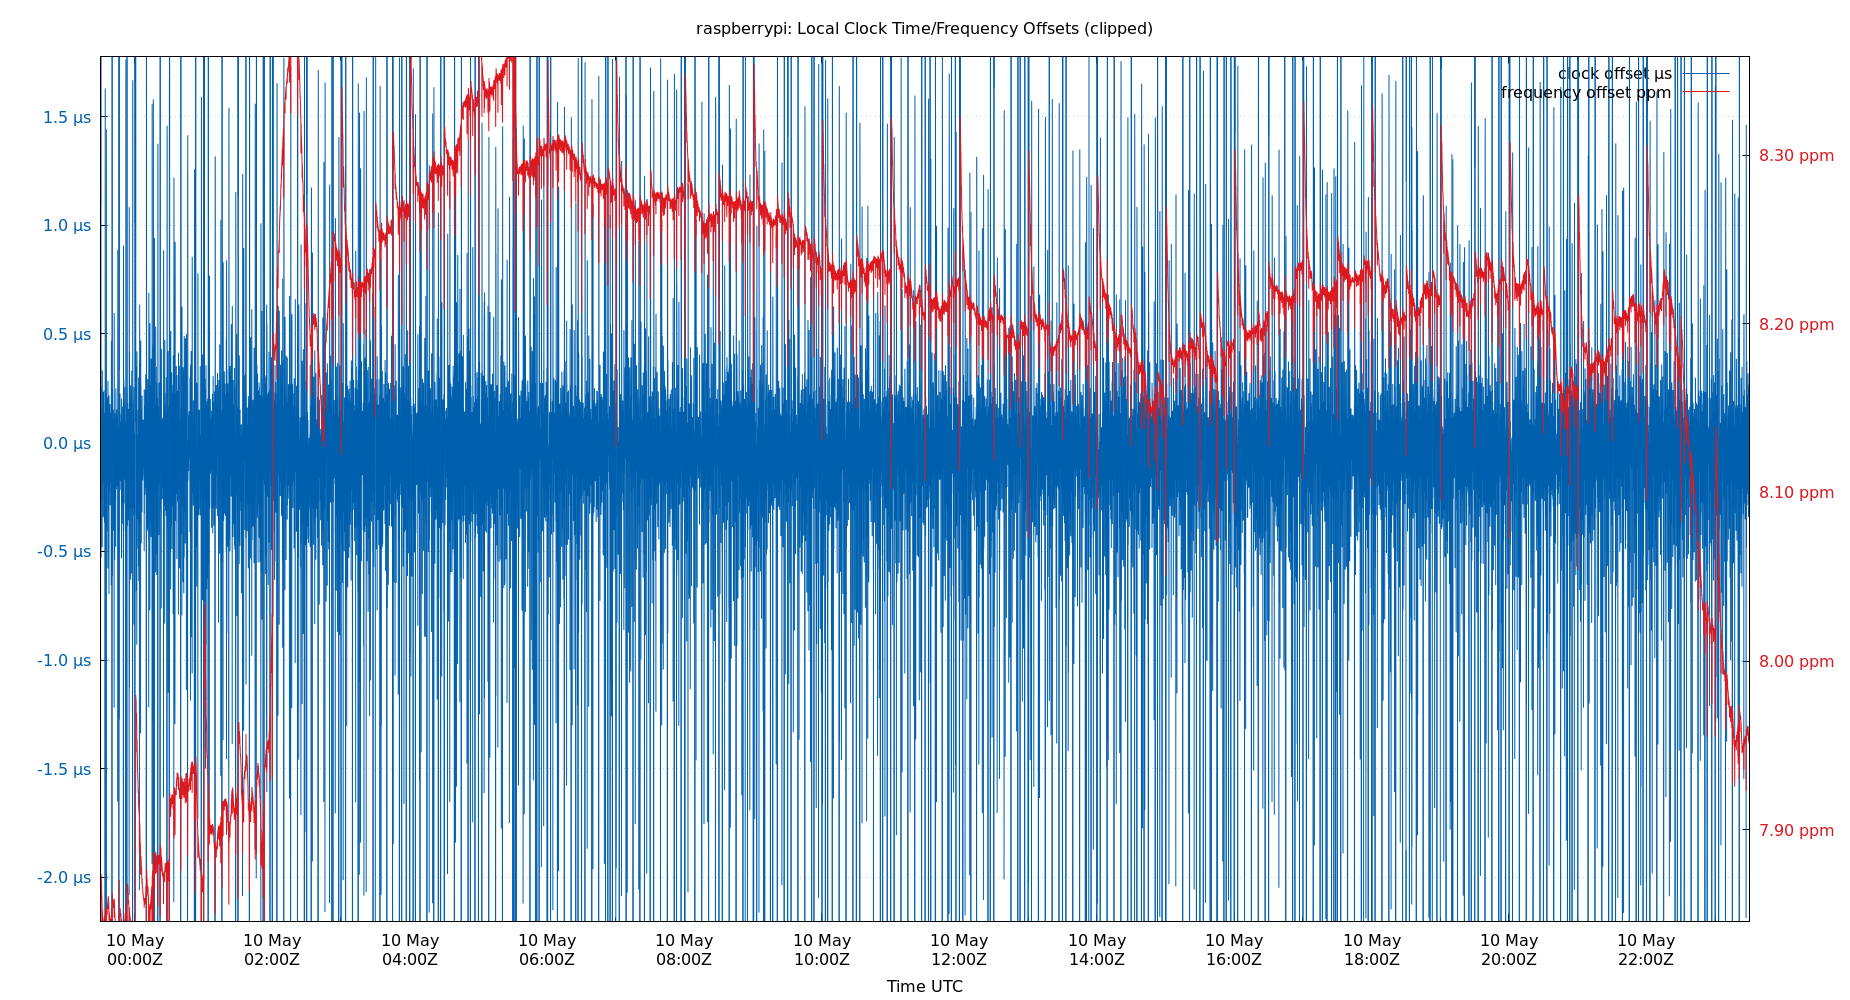 raspberrypi: Local Clock Time/Frequency Offsets (clipped)
clock offset µs
frequency offset ppm
1.5 µs
1.0 µs
0.5 µs
0.0 µs
-0.5 µs
-1.0 µs
-1.5 µs
-2.0 µs
8.30 ppm
8.20 ppm
8.10 ppm
8.00 ppm
7.90 ppm
10 May 10 May 10 May 10 May 10 May 10 May 10 May 10 May 10 May 10 May 10 May 10 May
00:00Z 02:00Z 04:00Z 06:00Z 08:00Z 10:00Z 12:00Z 14:00Z 16:00Z 18:00Z 20:00Z 22:00Z
Time UTC